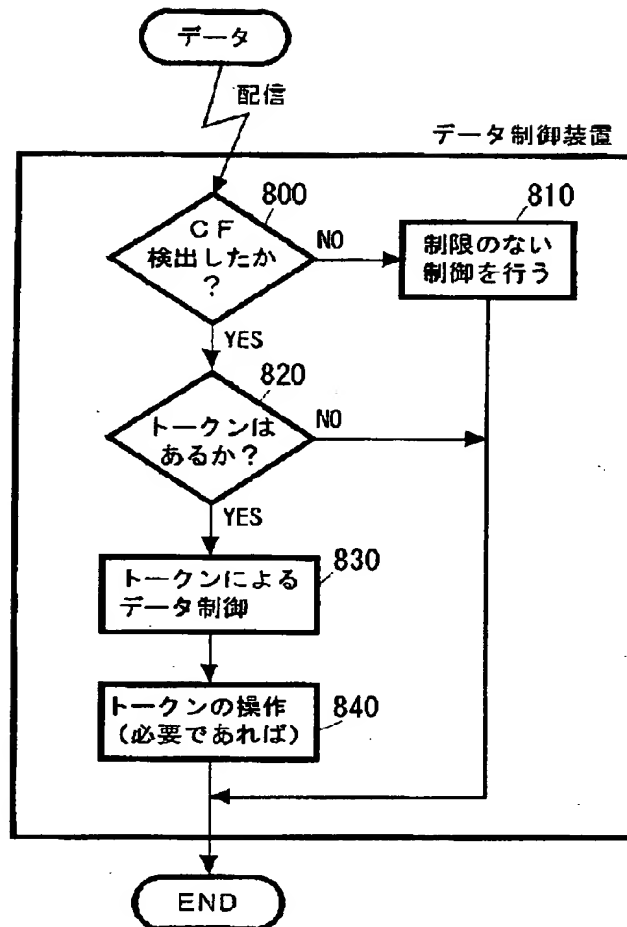 データ
配信
データ制御装置
800
CF
検出したか
?
NO
810
制限のない
制御を行う
YES
820
トークンは
あるか?
NO
YES
トークンによる
データ制御
830
トークンの操作
(必要であれば)
840
END